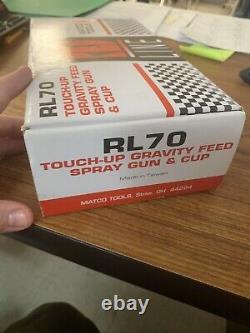 LINE
RL70
TOUCH-UP
GRAVITY FEED
SPRAY GUN
& CUP
RL70
TOUCH-UP GRAVITY FEED
SPRAY GUN & CUP
Made in Taiwan
MATCO TOOLS, Stow, OH 44224